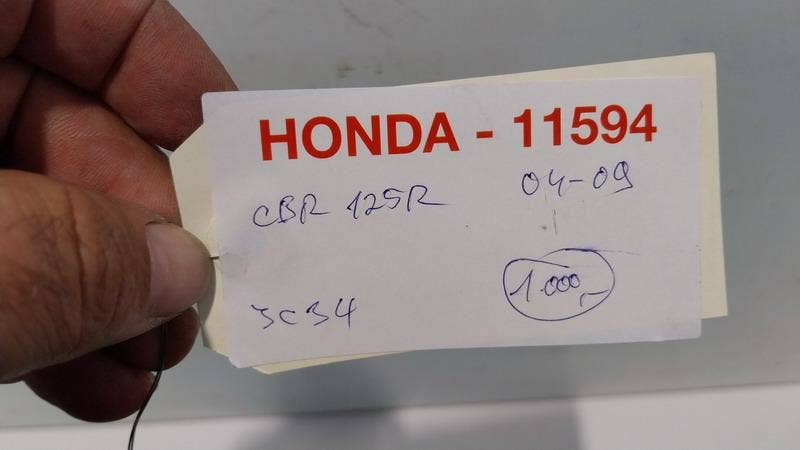 HONDA - 11594
CBR 125R 04-09
JC34 1.000,-